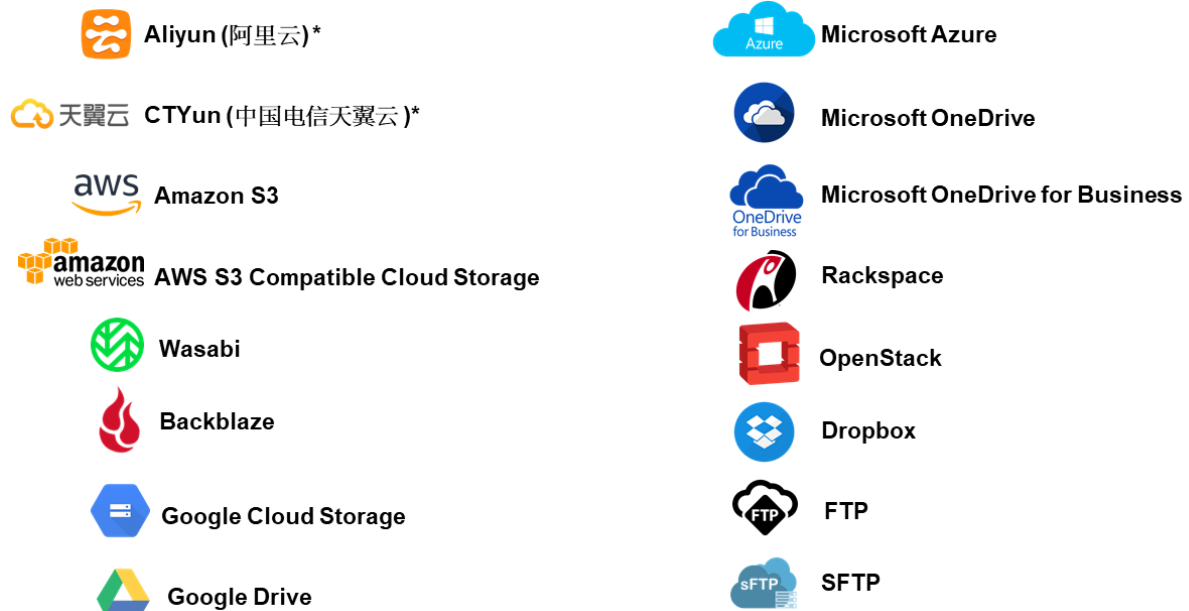 Aliyun (阿里云)*
天翼云 CTYun (中国电信天翼云 )*
aws Amazon S3
amazon
web services AWS S3 Compatible Cloud Storage
Wasabi
Backblaze
Google Cloud Storage
Google Drive
Azure Microsoft Azure
Microsoft OneDrive
Microsoft OneDrive for Business
OneDrive
for Business
Rackspace
OpenStack
Dropbox
FTP FTP
sFTP SFTP